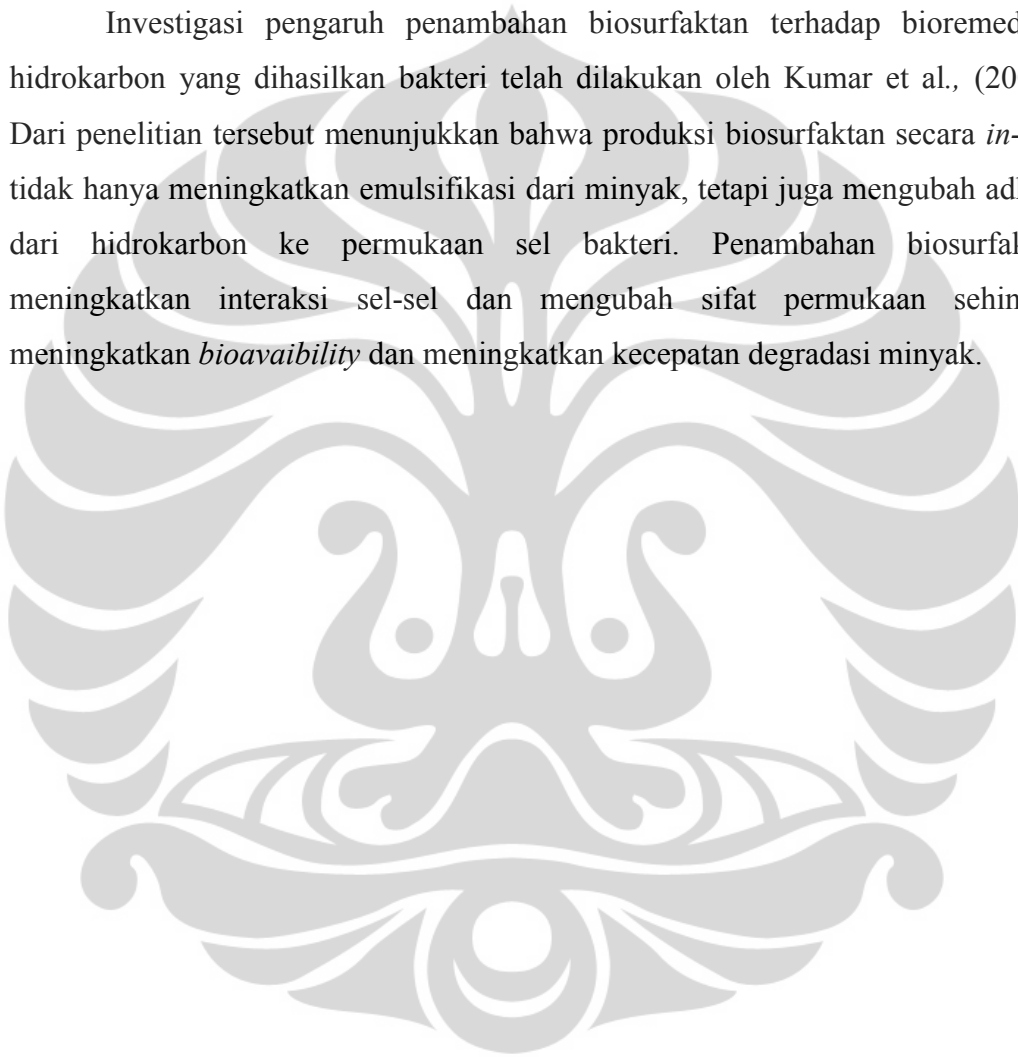 Investigasi pengaruh penambahan biosurfaktan terhadap bioremed
hidrokarbon yang dihasilkan bakteri telah dilakukan oleh Kumar et al., (20
Dari penelitian tersebut menunjukkan bahwa produksi biosurfaktan secara in-
tidak hanya meningkatkan emulsifikasi dari minyak, tetapi juga mengubah ad
dari hidrokarbon ke permukaan sel bakteri. Penambahan biosurfak
meningkatkan interaksi sel-sel dan mengubah sifat permukaan sehin
meningkatkan bioavaibility dan meningkatkan kecepatan degradasi minyak.